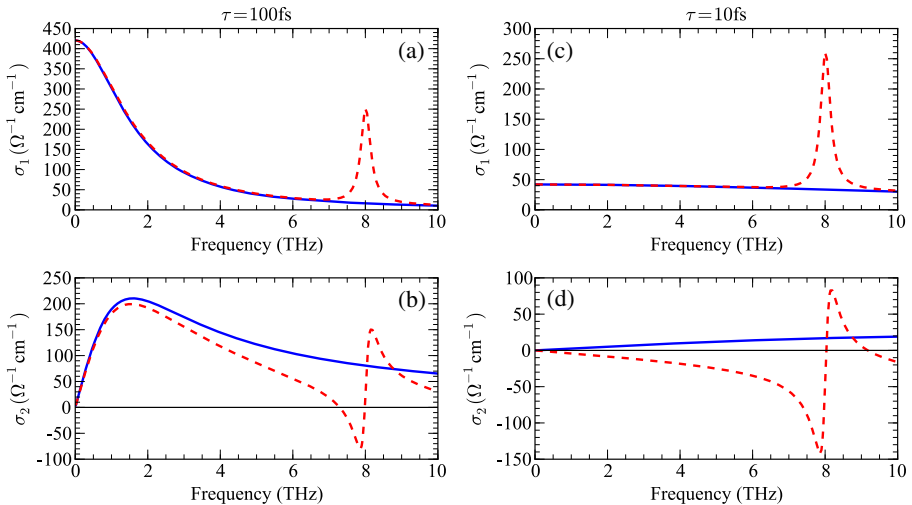 τ = 100fs
(a)
σ₁ (Ω⁻¹ cm⁻¹)
450
400
350
300
250
200
150
100
50
0
0 2 4 6 8 10
Frequency (THz)
τ = 10fs
(c)
σ₁ (Ω⁻¹ cm⁻¹)
300
250
200
150
100
50
0
0 2 4 6 8 10
Frequency (THz)
(b)
σ₂ (Ω⁻¹ cm⁻¹)
250
200
150
100
50
0
-50
-100
0 2 4 6 8 10
Frequency (THz)
(d)
σ₂ (Ω⁻¹ cm⁻¹)
100
50
0
-50
-100
-150
0 2 4 6 8 10
Frequency (THz)